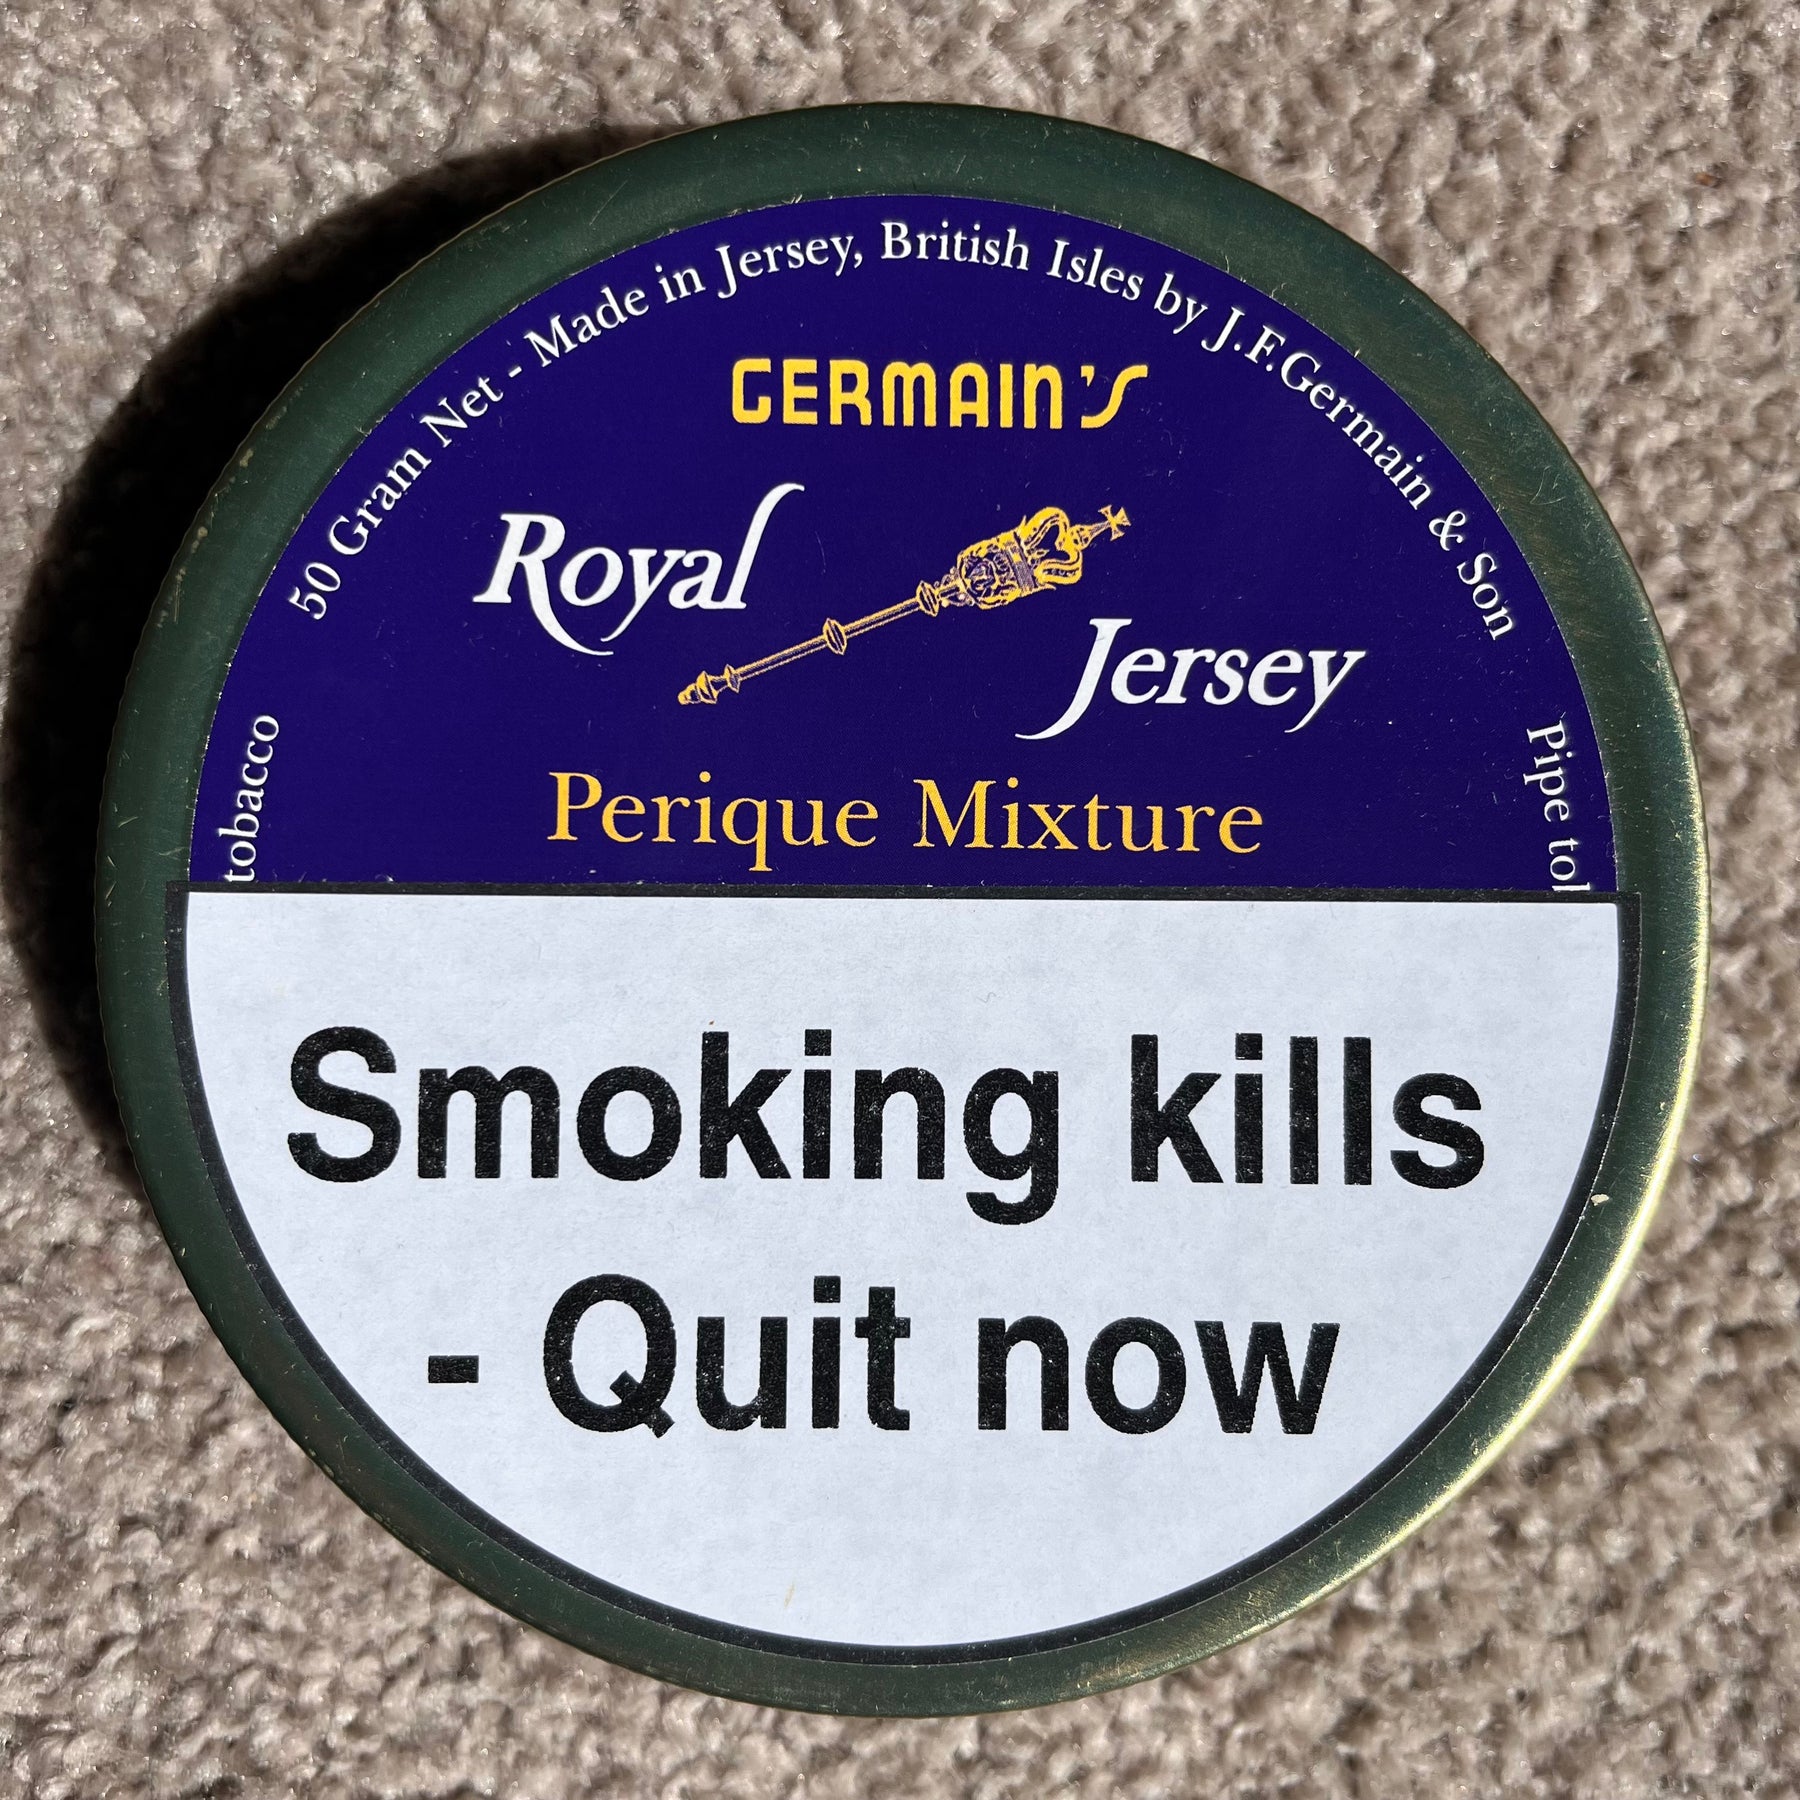 50 Gram Net - Made in Jersey, British Isles by J.F.Germain & Son
GERMAIN'S
Royal
Jersey
Perique Mixture
tobacco
Pipe
Smoking kills
- Quit now